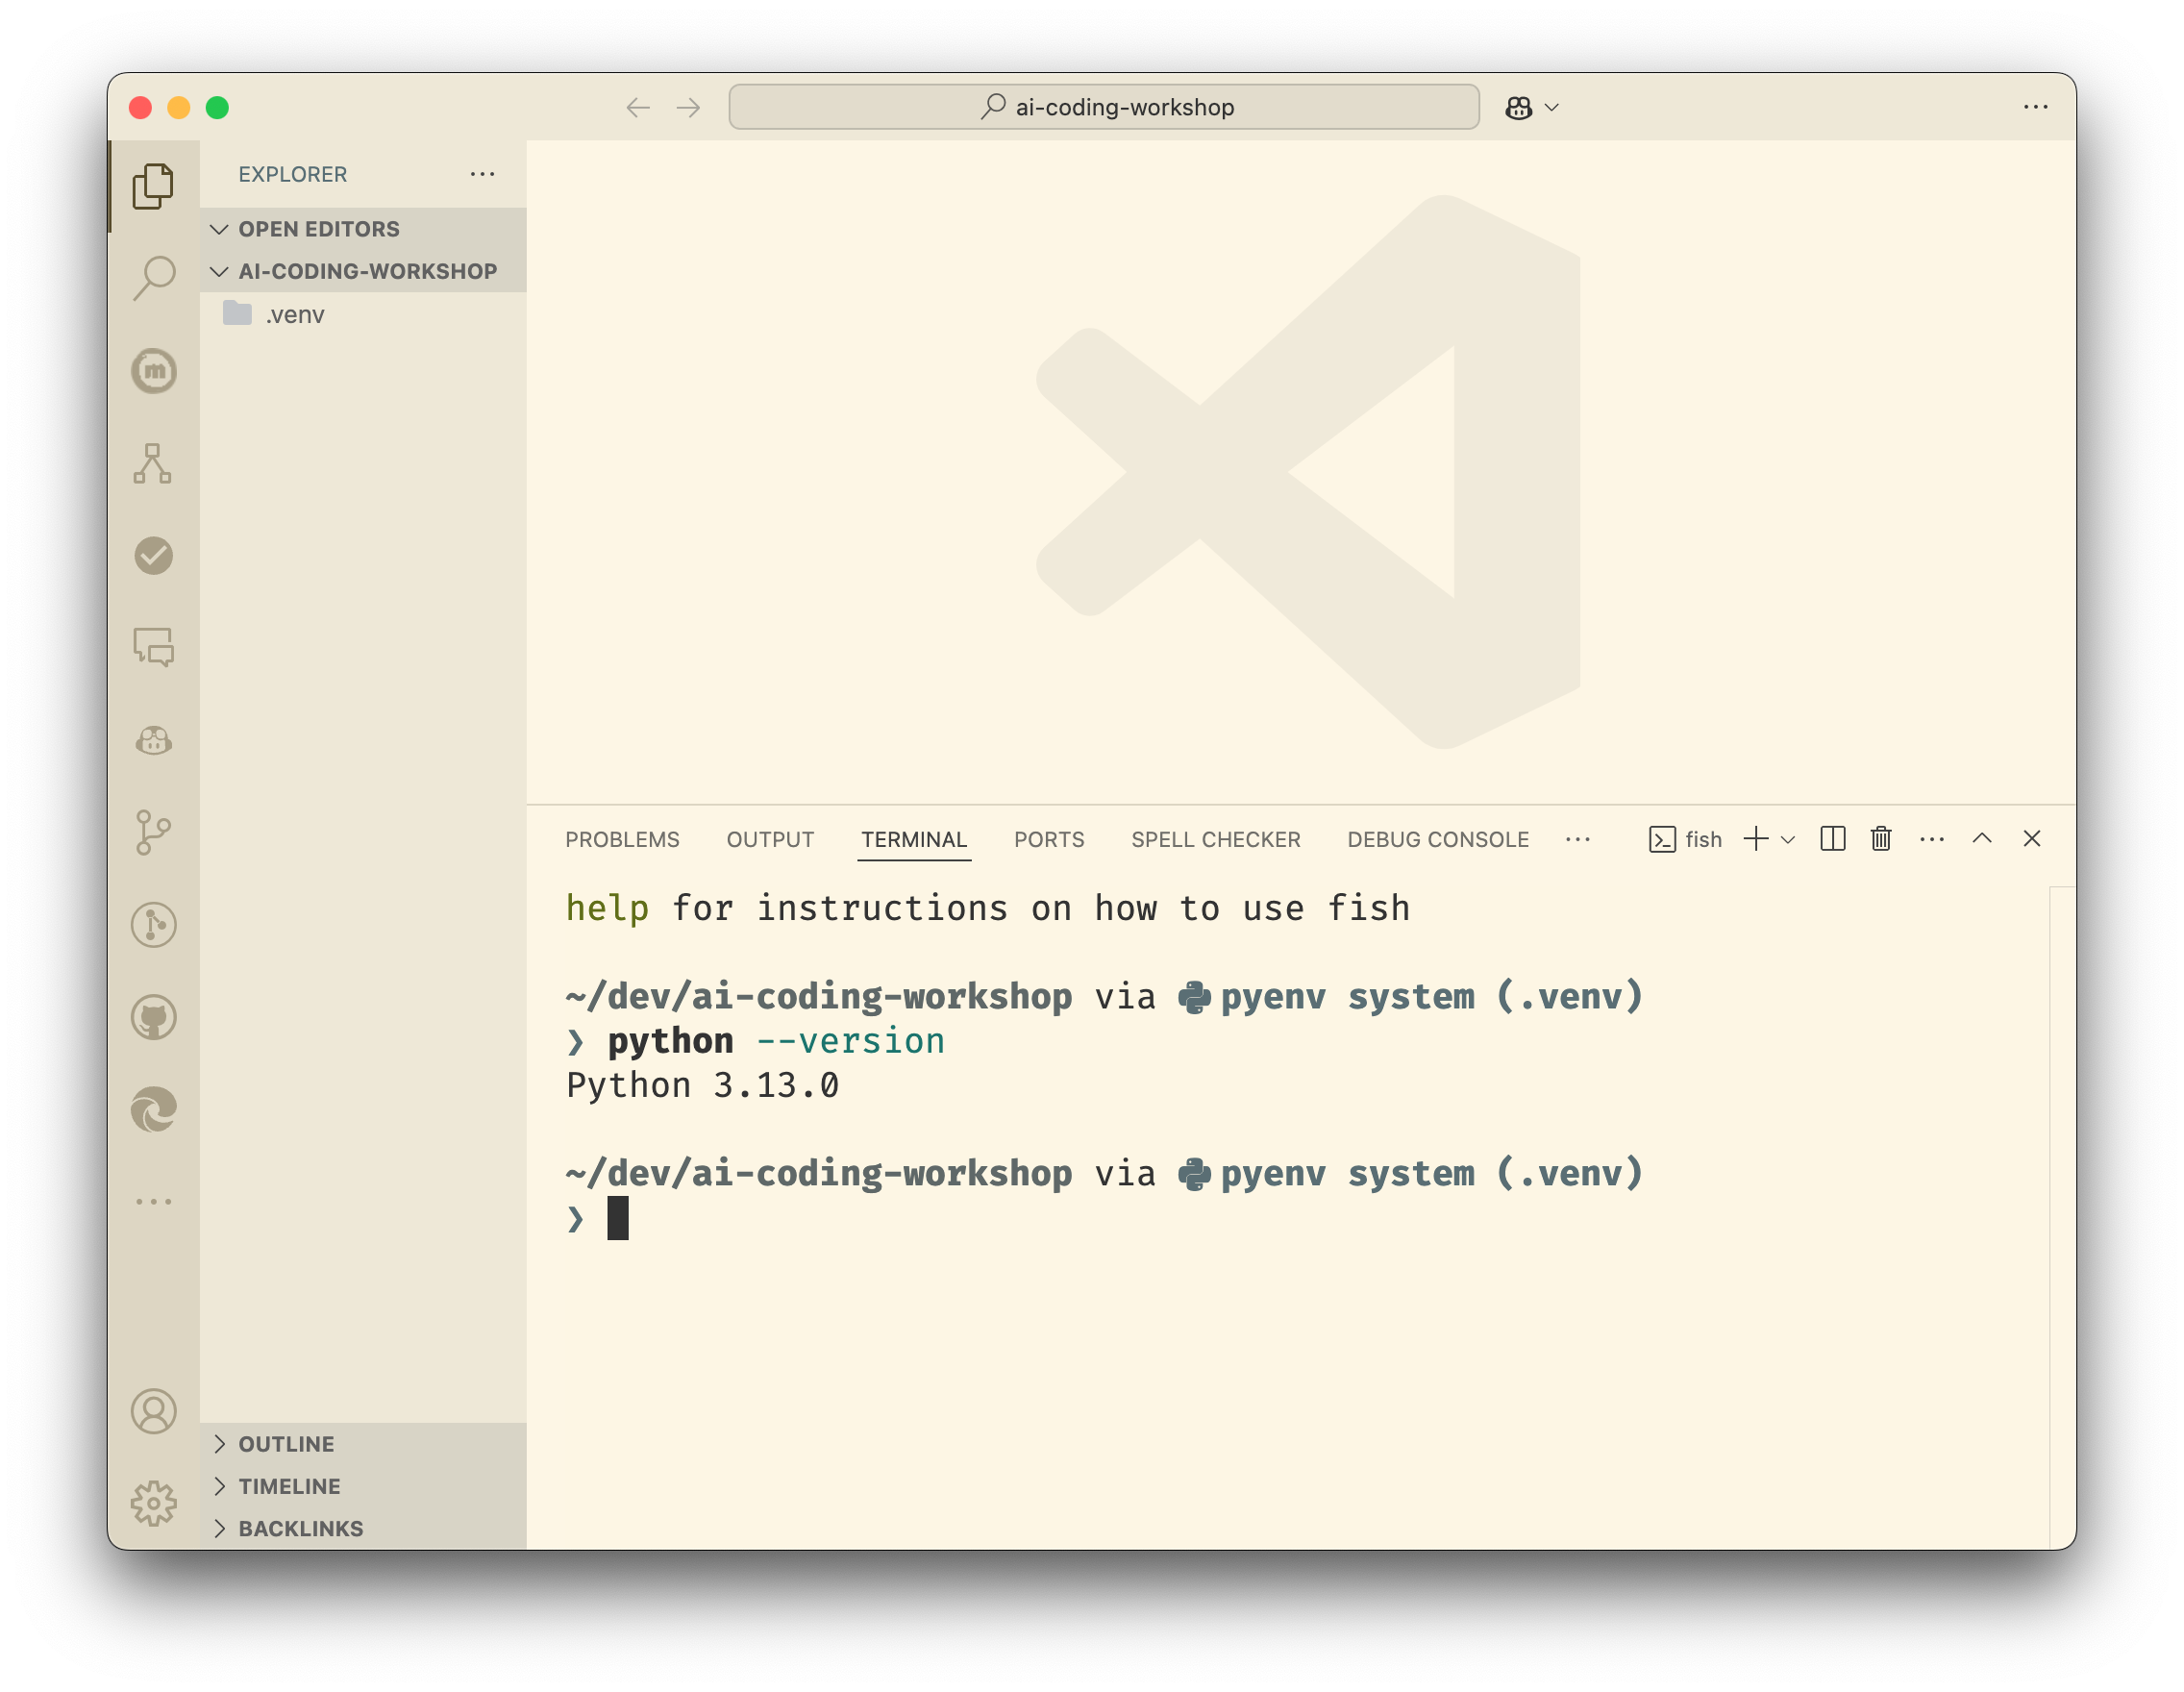 ai-coding-workshop
EXPLORER
OPEN EDITORS
AI-CODING-WORKSHOP
.venv
OUTLINE
TIMELINE
BACKLINKS
PROBLEMS OUTPUT TERMINAL PORTS SPELL CHECKER DEBUG CONSOLE fish
help for instructions on how to use fish
~/dev/ai-coding-workshop via pyenv system (.venv)
❯ python --version
Python 3.13.0
~/dev/ai-coding-workshop via pyenv system (.venv)
❯